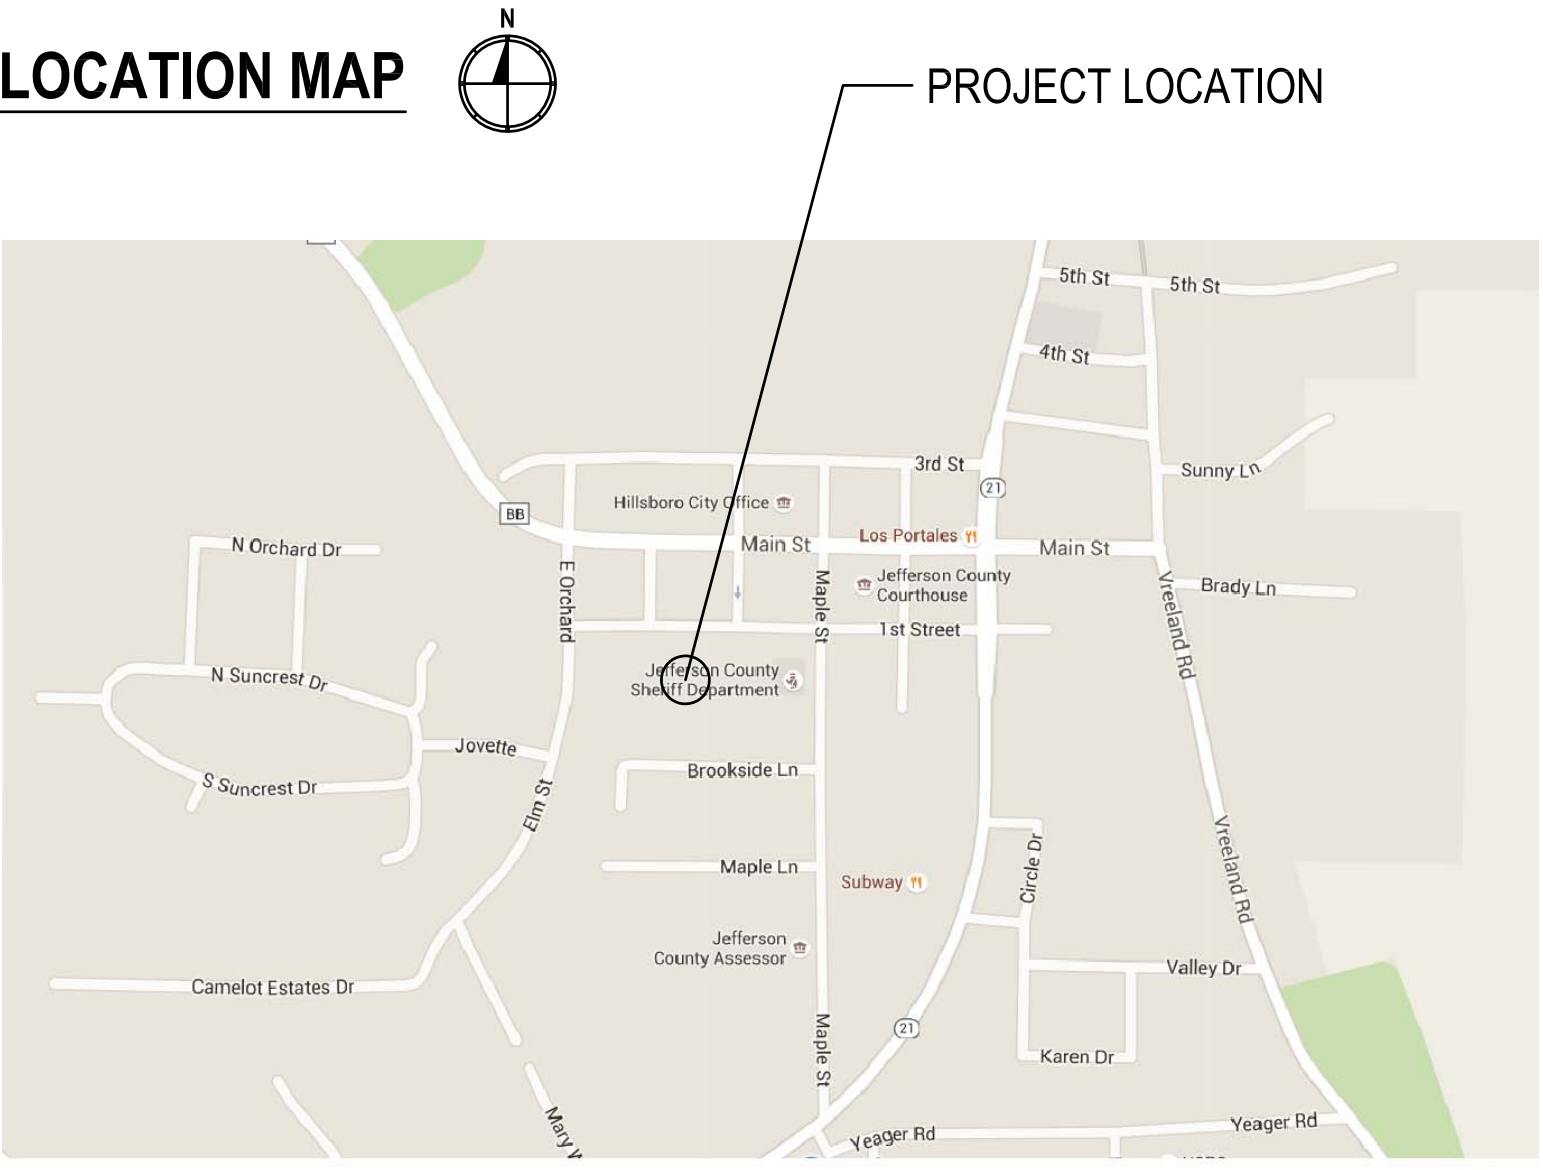 N
LOCATION MAP
PROJECT LOCATION
5th St
5th St
4th St
3rd St
Sunny Ln
21
Hillsboro City Office
BB
Main St
Los Portales
Main St
N Orchard Dr
E Orchard
Maple St
Jefferson County
Courthouse
Vreeland Rd
Brady Ln
1st Street
N Suncrest Dr
Jefferson County
Sheriff Department
Jovette
Brookside Ln
S Suncrest Dr
Elm St
Vreeland Rd
Circle Dr
Maple Ln
Subway
Jefferson
County Assessor
Valley Dr
Camelot Estates Dr
21
Maple St
Karen Dr
Mary
Yeager Rd
Yeager Rd